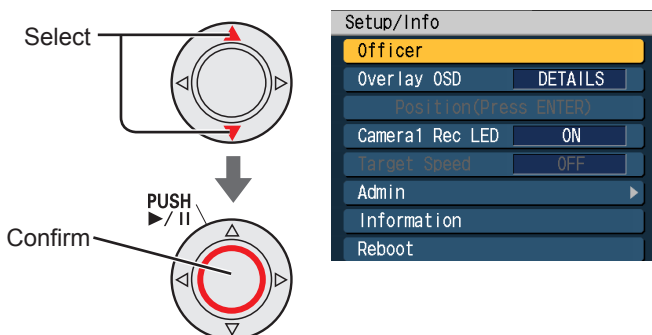 Select
PUSH
►/II
Confirm
Setup/Info
Officer
Overlay OSD DETAILS
Position(Press ENTER)
Camera1 Rec LED ON
Target Speed OFF
Admin ►
Information
Reboot